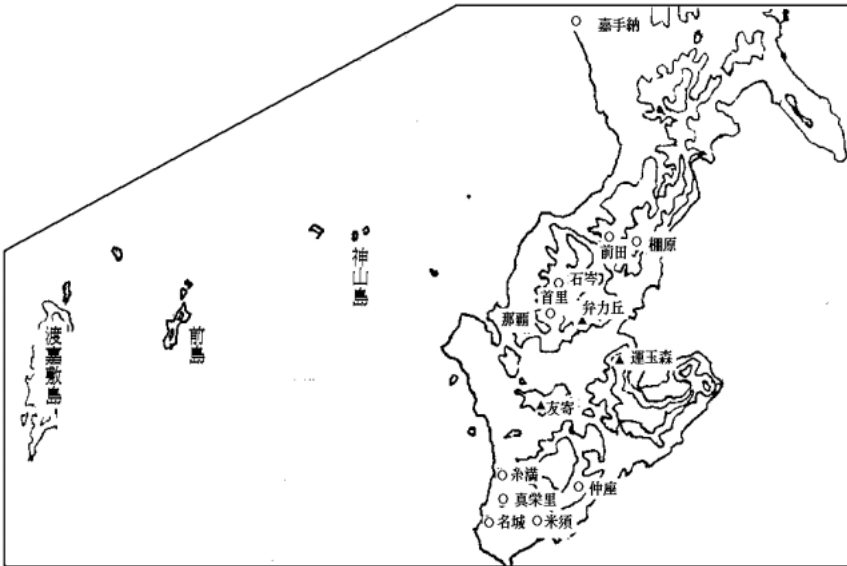 嘉手納
前田
棚原
石岑
首里
弁力丘
那覇
運玉森
友寄
糸満
真栄里
仲座
名城
米須
神山島
前島
渡嘉敷島